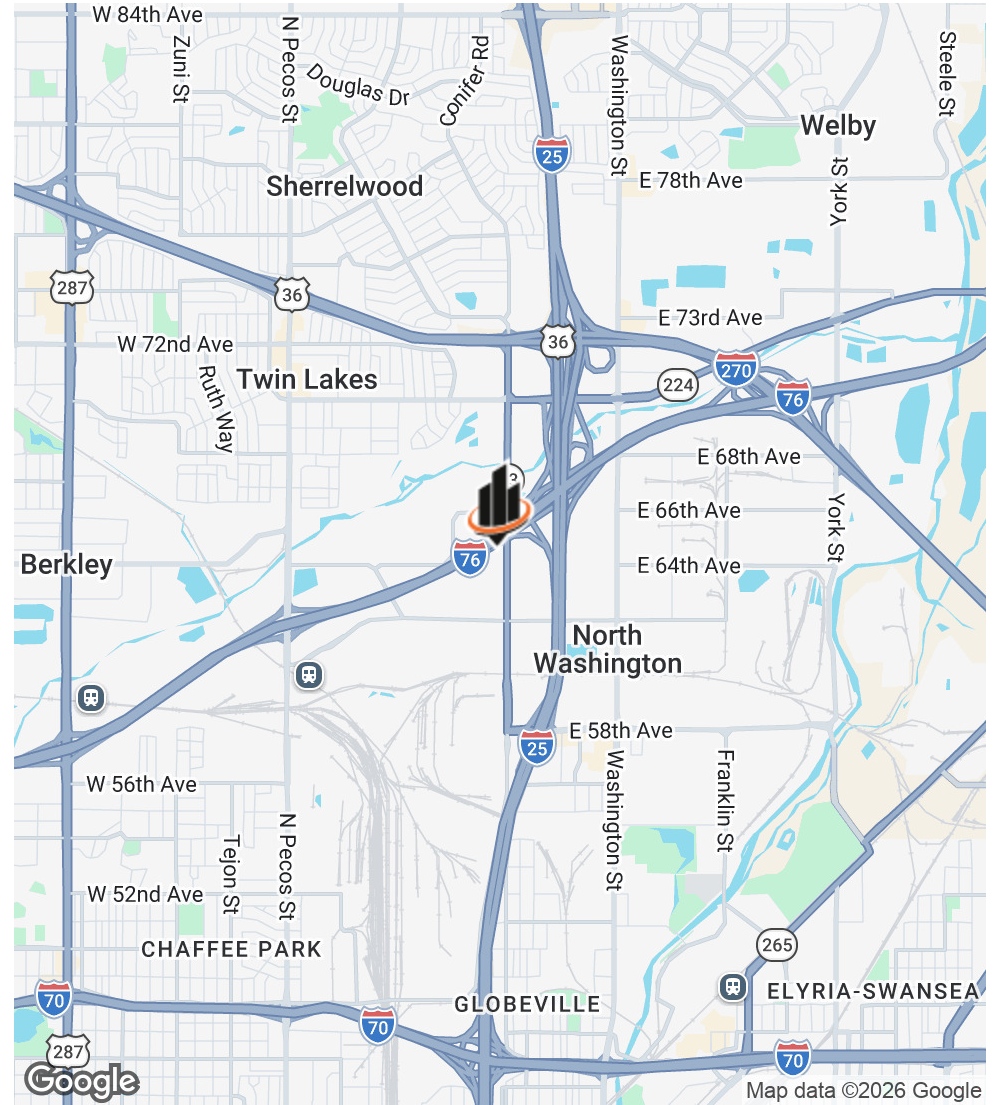 W 84th Ave
Zuni St
N Pecos St
Douglas Dr
Conifer Rd
25
Washington St
Steele St
Welby
E 78th Ave
York St
Sherrelwood
287
36
E 73rd Ave
W 72nd Ave
36
270
Twin Lakes
224
76
Ruth Way
E 68th Ave
3
E 66th Ave
York St
Berkley
76
E 64th Ave
North
Washington
E 58th Ave
25
W 56th Ave
Washington St
Franklin St
N Pecos St
Tejon St
W 52nd Ave
CHAFFEE PARK
265
ELYRIA-SWANSEA
70
GLOBEVILLE
70
287
70
Google
Map data ©2026 Google